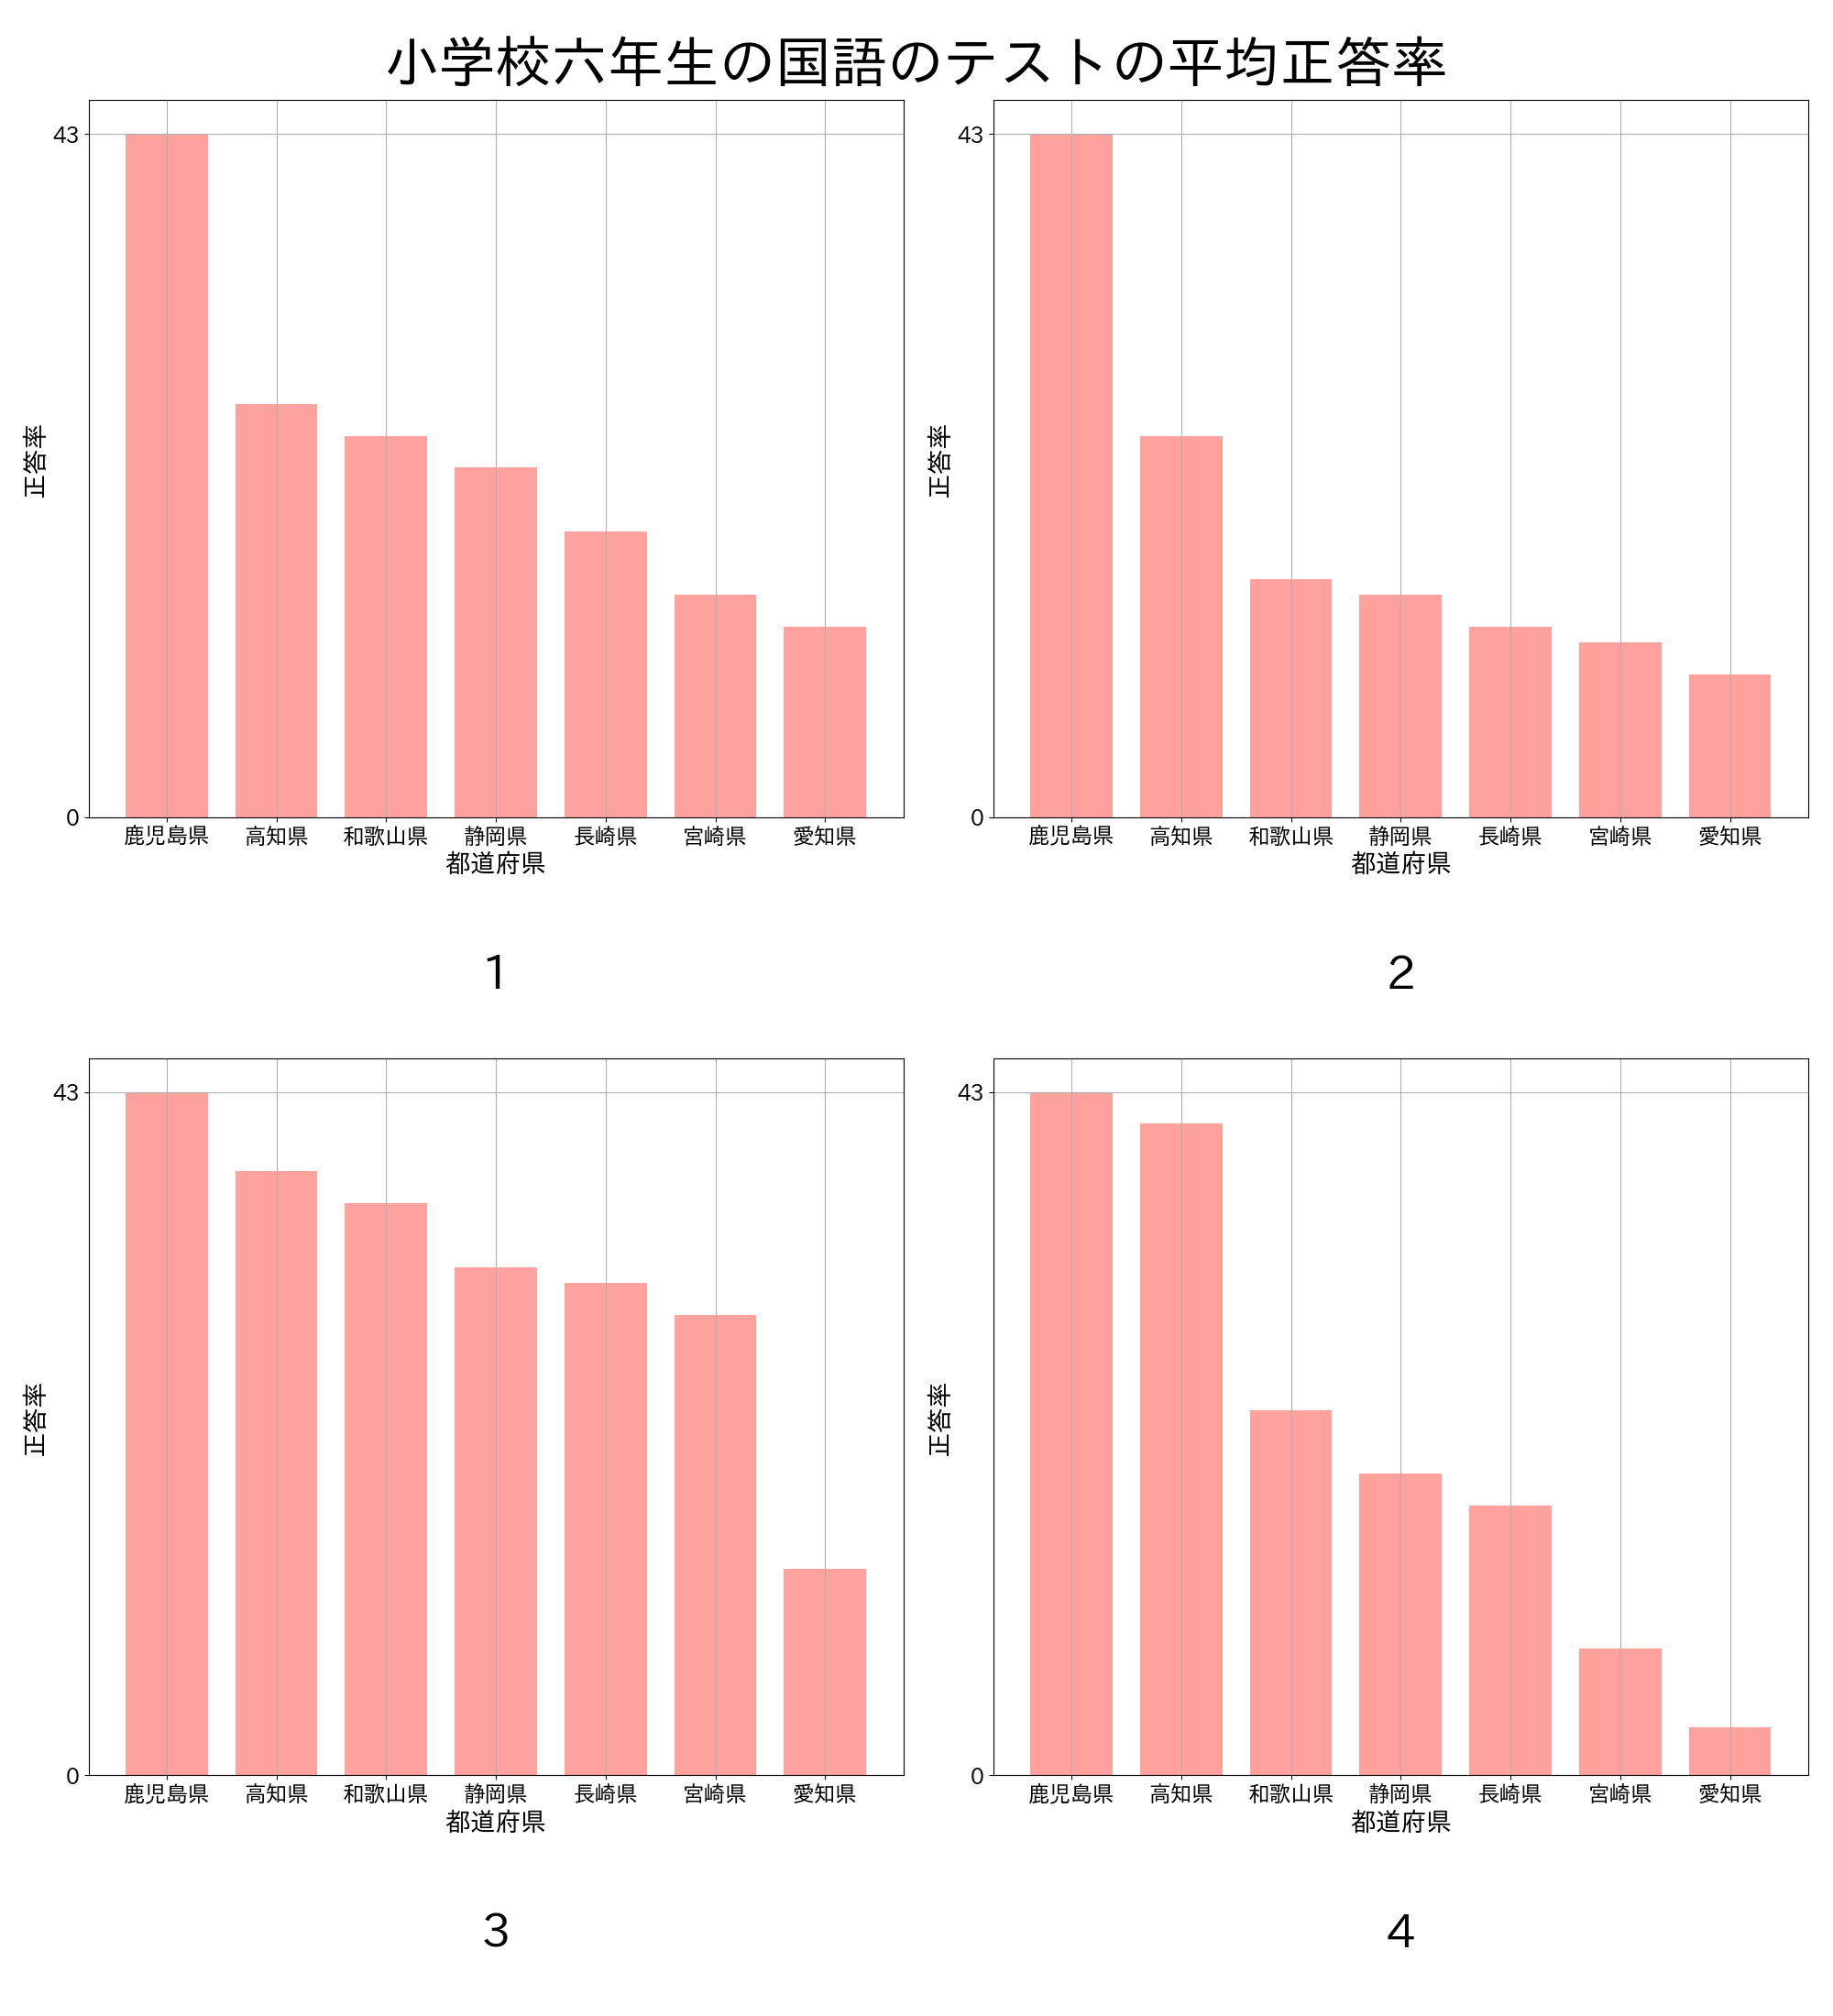 小学校六年生の国語のテストの平均正答率
43
0
正答率
鹿児島県 高知県 和歌山県 静岡県 長崎県 宮崎県 愛知県
都道府県
1
43
0
正答率
鹿児島県 高知県 和歌山県 静岡県 長崎県 宮崎県 愛知県
都道府県
2
43
0
正答率
鹿児島県 高知県 和歌山県 静岡県 長崎県 宮崎県 愛知県
都道府県
3
43
0
正答率
鹿児島県 高知県 和歌山県 静岡県 長崎県 宮崎県 愛知県
都道府県
4